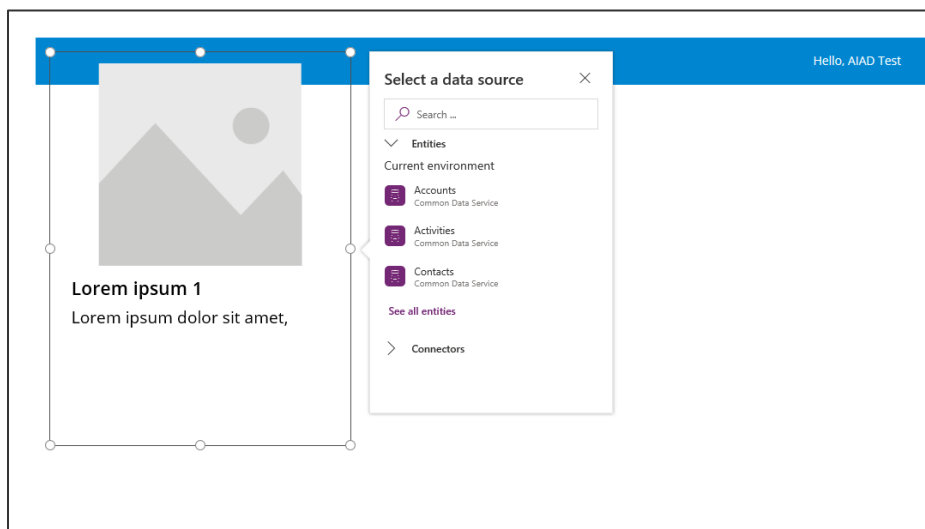 Hello, AIAD Test
Select a data source
Search ...
Entities
Current environment
Accounts
Common Data Service
Activities
Common Data Service
Contacts
Common Data Service
See all entities
Connectors
Lorem ipsum 1
Lorem ipsum dolor sit amet,